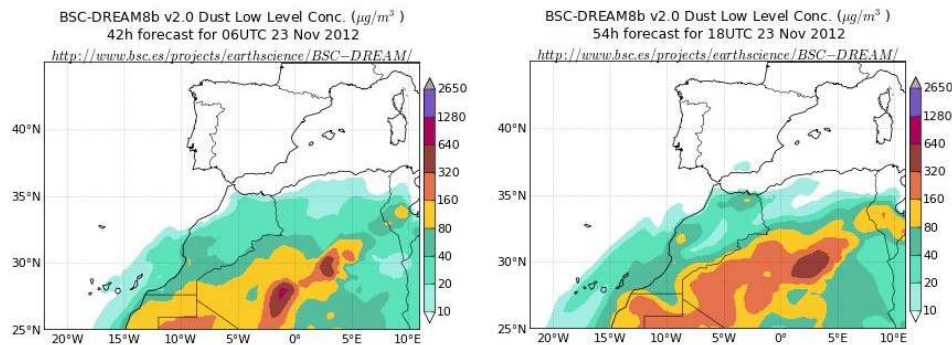 BSC-DREAM8b v2.0 Dust Low Level Conc. (μg/m³ )
42h forecast for 06UTC 23 Nov 2012
http://www.bsc.es/projects/earthscience/BSC−DREAM/
40°N
35°N
30°N
25°N
20°W
15°W
10°W
5°W
0°E
5°E
10°E
2650
1280
640
320
160
80
40
20
10
BSC-DREAM8b v2.0 Dust Low Level Conc. (μg/m³ )
54h forecast for 18UTC 23 Nov 2012
http://www.bsc.es/projects/earthscience/BSC−DREAM/
40°N
35°N
30°N
25°N
20°W
15°W
10°W
5°W
0°E
5°E
10°E
2650
1280
640
320
160
80
40
20
10